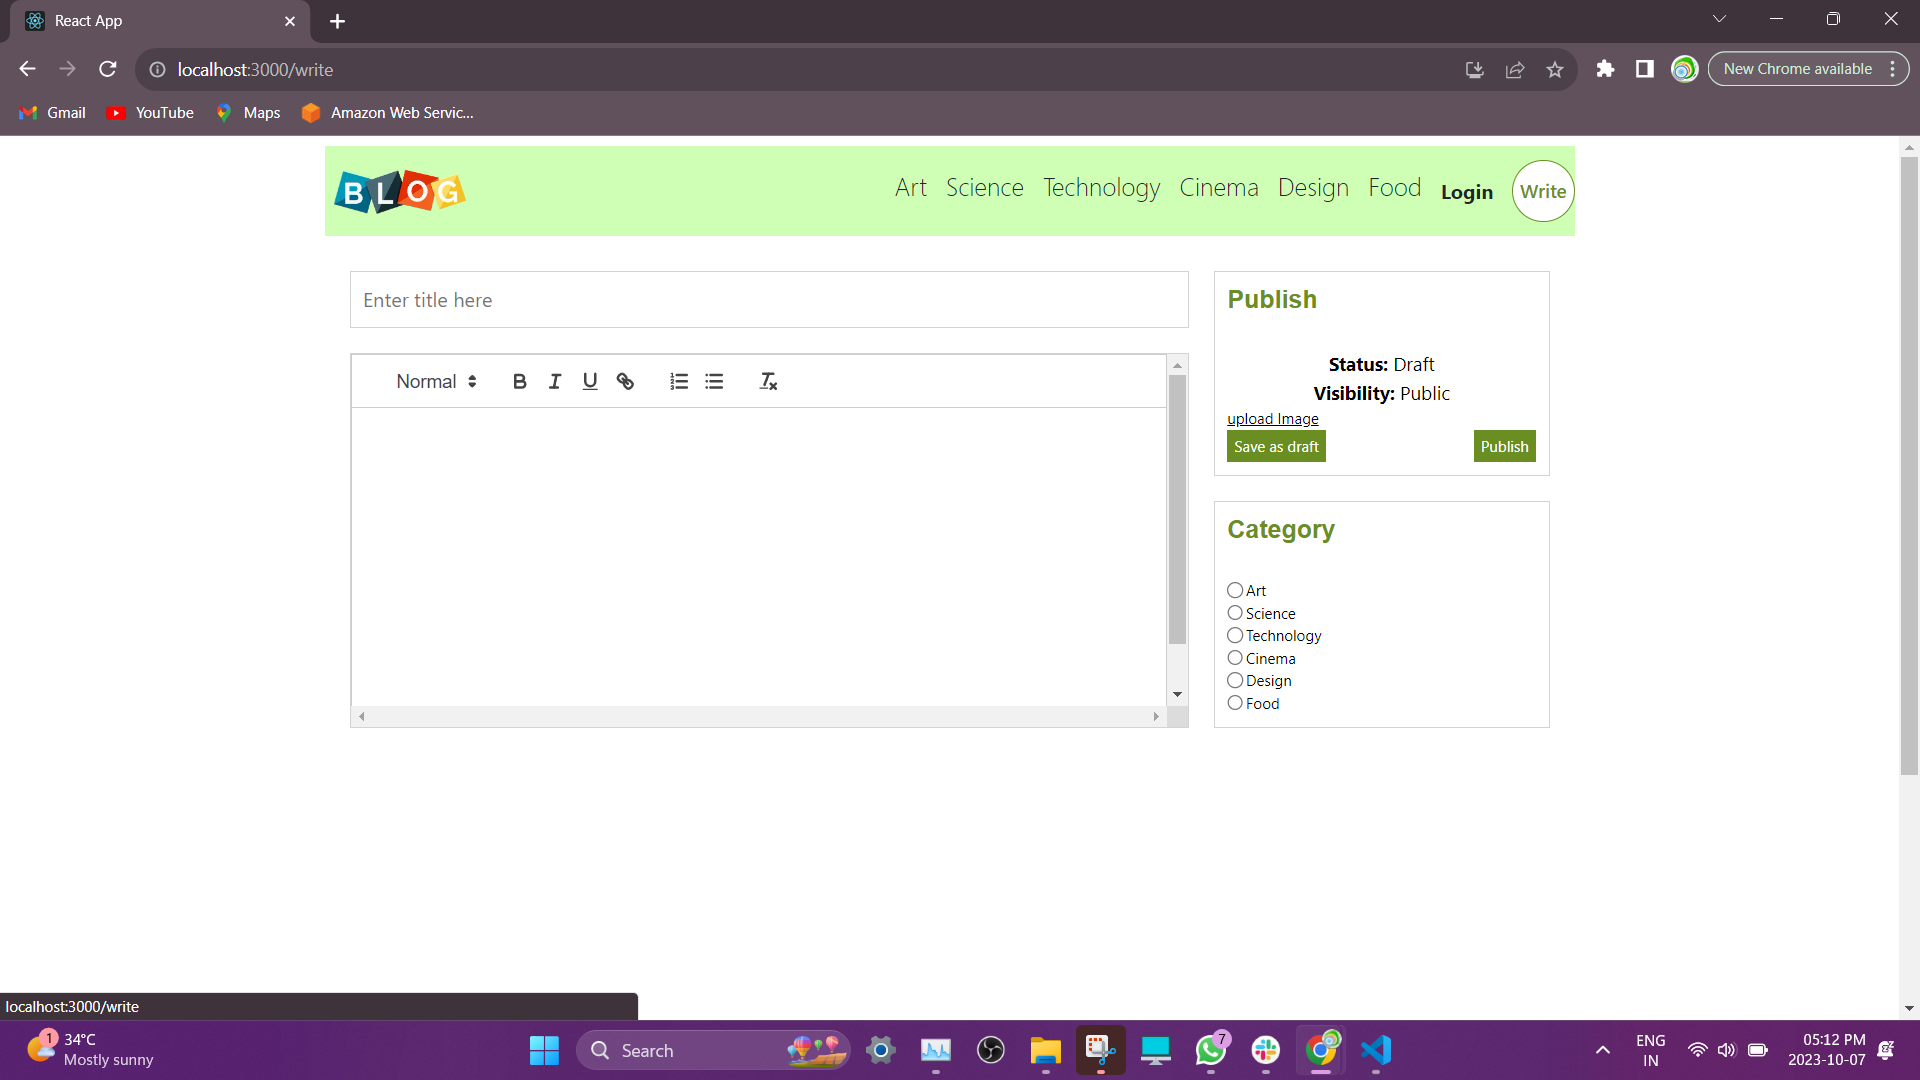 React App
localhost:3000/write
New Chrome available
Gmail YouTube Maps Amazon Web Servic...
BLOG Art Science Technology Cinema Design Food Login Write
Enter title here
Normal
Publish
Status: Draft
Visibility: Public
upload Image
Save as draft Publish
Category
Art
Science
Technology
Cinema
Design
Food
localhost:3000/write
1
34°C
Mostly sunny
Search
7
ENG
IN
05:12 PM
2023-10-07